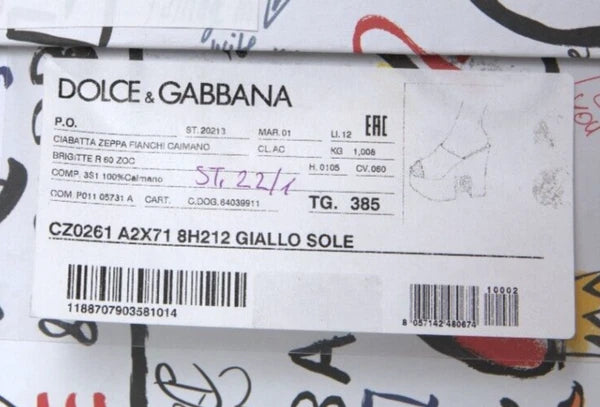 DOLCE & GABBANA
P.O. ST. 20213 MAR. 01 LI. 12 EAC
CIABATTA ZEPPA FIANCHI CAIMANO CL. AC KG 1,008
BRIGITTE R 60 ZOC H. 0105 CV. 060
COMP. 3S1 100%Caimano ST. 22/1
COM. P011 05731 A CART. C.DOG. 64039911 TG. 385
CZ0261 A2X71 8H212 GIALLO SOLE
10002
1188707903581014
8 057142 480674
you